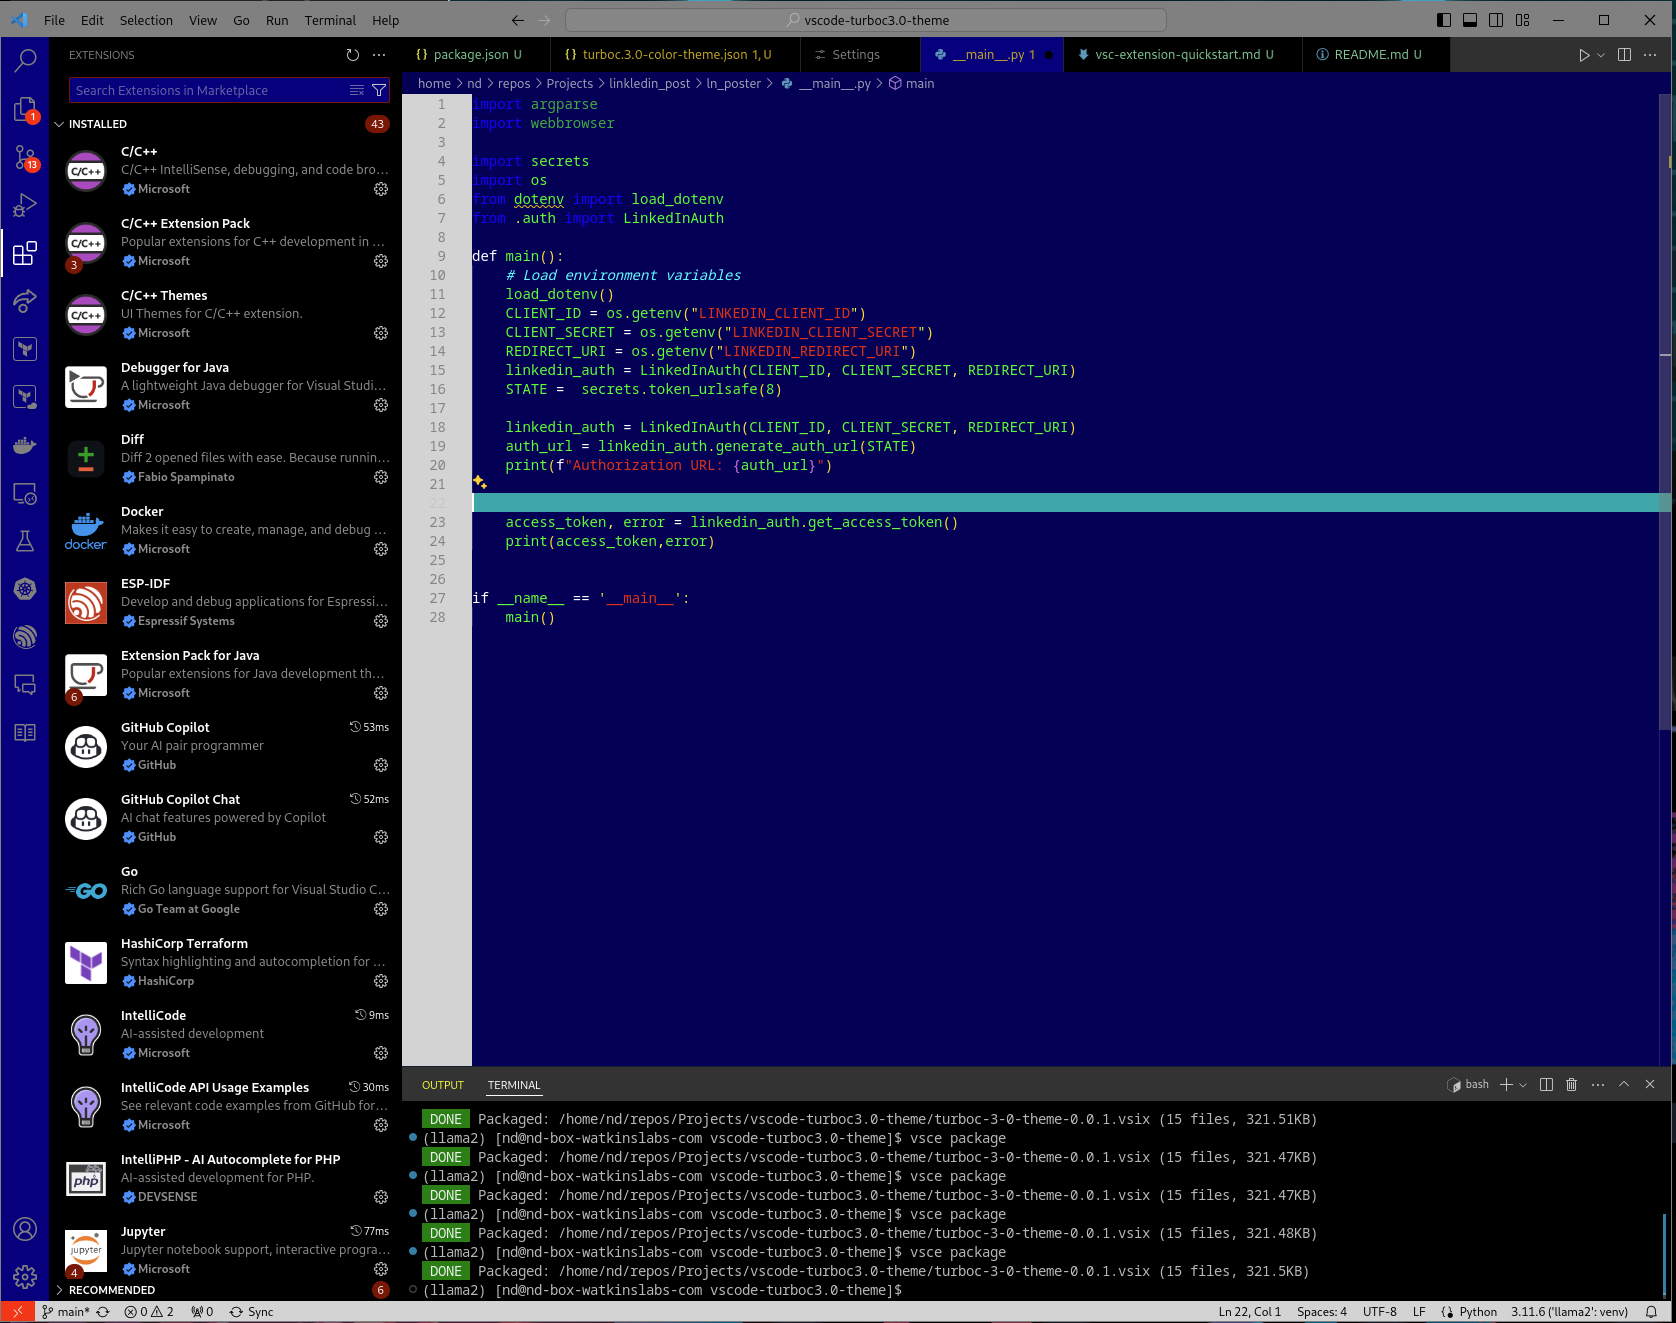 File Edit Selection View Go Run Terminal Help
vscode-turboc3.0-theme
EXTENSIONS
Search Extensions in Marketplace
INSTALLED 43
1
13
C/C++
C/C++ IntelliSense, debugging, and code bro...
Microsoft
C/C++ Extension Pack
Popular extensions for C++ development in ...
3
Microsoft
C/C++ Themes
UI Themes for C/C++ extension.
Microsoft
Debugger for Java
A lightweight Java debugger for Visual Studi...
Microsoft
Diff
Diff 2 opened files with ease. Because runnin...
Fabio Spampinato
Docker
Makes it easy to create, manage, and debug ...
docker
Microsoft
ESP-IDF
Develop and debug applications for Espressi...
Espressif Systems
Extension Pack for Java
Popular extensions for Java development th...
6
Microsoft
GitHub Copilot 53ms
Your AI pair programmer
GitHub
GitHub Copilot Chat 52ms
AI chat features powered by Copilot
GitHub
Go
Rich Go language support for Visual Studio C...
GO
Go Team at Google
HashiCorp Terraform
Syntax highlighting and autocompletion for ...
HashiCorp
IntelliCode 9ms
AI-assisted development
Microsoft
IntelliCode API Usage Examples 30ms
See relevant code examples from GitHub for...
Microsoft
IntelliPHP - AI Autocomplete for PHP
AI-assisted development for PHP.
php
DEVSENSE
Jupyter 77ms
Jupyter notebook support, interactive progra...
jupyter
4
Microsoft
RECOMMENDED 6
package.json U
turboc.3.0-color-theme.json 1, U
Settings
__main__.py 1
vsc-extension-quickstart.md U
README.md U
home > nd > repos > Projects > linkledin_post > ln_poster > __main__.py > main
1 import argparse
2 import webbrowser
3
4 import secrets
5 import os
6 from dotenv import load_dotenv
7 from .auth import LinkedInAuth
8
9 def main():
10 # Load environment variables
11 load_dotenv()
12 CLIENT_ID = os.getenv("LINKEDIN_CLIENT_ID")
13 CLIENT_SECRET = os.getenv("LINKEDIN_CLIENT_SECRET")
14 REDIRECT_URI = os.getenv("LINKEDIN_REDIRECT_URI")
15 linkedin_auth = LinkedInAuth(CLIENT_ID, CLIENT_SECRET, REDIRECT_URI)
16 STATE =  secrets.token_urlsafe(8)
17
18 linkedin_auth = LinkedInAuth(CLIENT_ID, CLIENT_SECRET, REDIRECT_URI)
19 auth_url = linkedin_auth.generate_auth_url(STATE)
20 print(f"Authorization URL: {auth_url}")
21
22
23 access_token, error = linkedin_auth.get_access_token()
24 print(access_token,error)
25
26
27 if __name__ == '__main__':
28 main()
OUTPUT TERMINAL
bash
DONE Packaged: /home/nd/repos/Projects/vscode-turboc3.0-theme/turboc-3-0-theme-0.0.1.vsix (15 files, 321.51KB)
(llama2) [nd@nd-box-watkinslabs-com vscode-turboc3.0-theme]$ vsce package
DONE Packaged: /home/nd/repos/Projects/vscode-turboc3.0-theme/turboc-3-0-theme-0.0.1.vsix (15 files, 321.47KB)
(llama2) [nd@nd-box-watkinslabs-com vscode-turboc3.0-theme]$ vsce package
DONE Packaged: /home/nd/repos/Projects/vscode-turboc3.0-theme/turboc-3-0-theme-0.0.1.vsix (15 files, 321.47KB)
(llama2) [nd@nd-box-watkinslabs-com vscode-turboc3.0-theme]$ vsce package
DONE Packaged: /home/nd/repos/Projects/vscode-turboc3.0-theme/turboc-3-0-theme-0.0.1.vsix (15 files, 321.48KB)
(llama2) [nd@nd-box-watkinslabs-com vscode-turboc3.0-theme]$ vsce package
DONE Packaged: /home/nd/repos/Projects/vscode-turboc3.0-theme/turboc-3-0-theme-0.0.1.vsix (15 files, 321.5KB)
(llama2) [nd@nd-box-watkinslabs-com vscode-turboc3.0-theme]$
main* 0 2 0 Sync
Ln 22, Col 1 Spaces: 4 UTF-8 LF Python 3.11.6 ('llama2': venv)